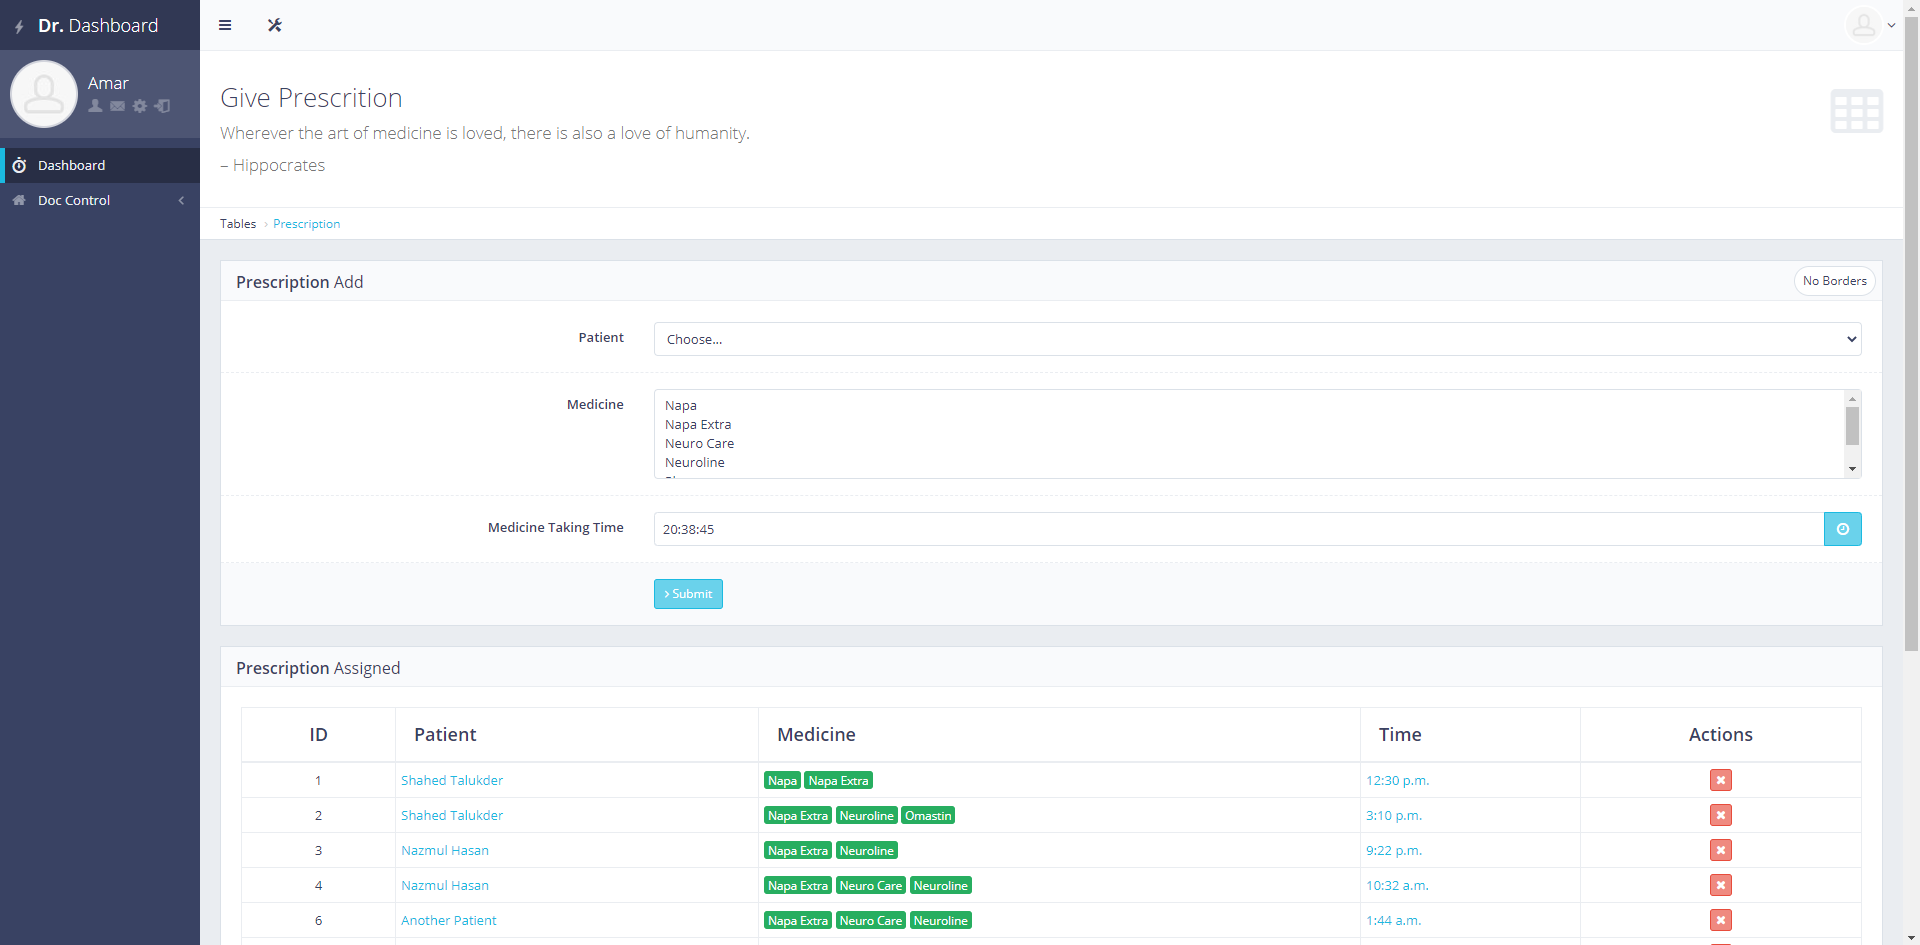 Dr. Dashboard
Amar
Dashboard
Doc Control
Give Prescrition
Wherever the art of medicine is loved, there is also a love of humanity.
– Hippocrates
Tables › Prescription
Prescription Add
No Borders
Patient
Choose...
Medicine
Napa
Napa Extra
Neuro Care
Neuroline
Medicine Taking Time
20:38:45
Submit
Prescription Assigned
ID Patient Medicine Time Actions
1 Shahed Talukder Napa Napa Extra 12:30 p.m.
2 Shahed Talukder Napa Extra Neuroline Omastin 3:10 p.m.
3 Nazmul Hasan Napa Extra Neuroline 9:22 p.m.
4 Nazmul Hasan Napa Extra Neuro Care Neuroline 10:32 a.m.
6 Another Patient Napa Extra Neuro Care Neuroline 1:44 a.m.